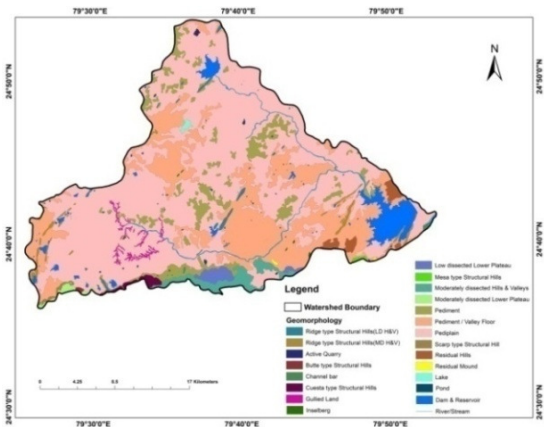 79°30'0"E 79°40'0"E 79°50'0"E
N
24°50'0"N 24°50'0"N
24°40'0"N 24°40'0"N
24°30'0"N 24°30'0"N
Legend
Watershed Boundary
Geomorphology
Ridge type Structural Hills(LD H&V)
Ridge type Structural Hills(MD H&V)
Active Quarry
Butte type Structural Hills
Channel bar
Cuesta type Structural Hills
Gullied Land
Inselberg
Low dissected Lower Plateau
Mesa type Structural Hills
Moderately dissected Hills & Valleys
Moderately dissected Lower Plateau
Pediment
Pediment / Valley Floor
Pediplain
Scarp type Structural Hill
Residual Hills
Residual Mound
Lake
Pond
Dam & Reservoir
River/Stream
0 4.25 8.5 17 Kilometers
79°30'0"E 79°40'0"E 79°50'0"E